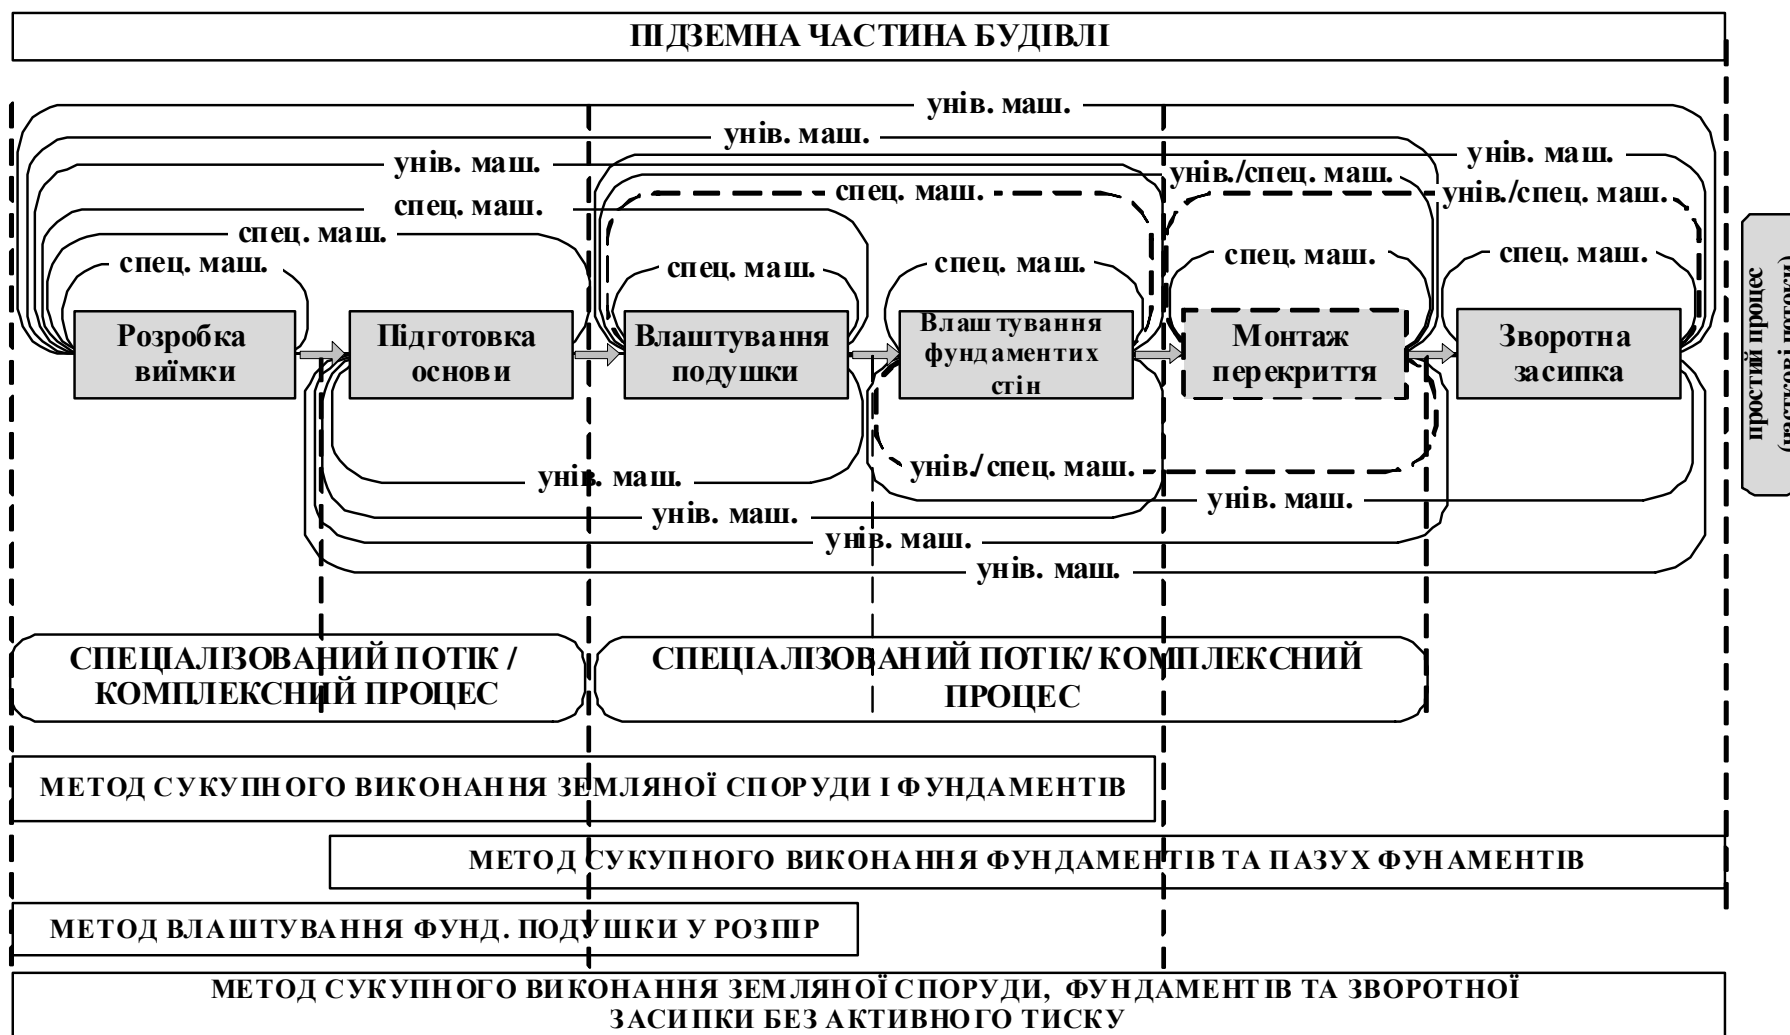 ПІДЗЕМНА ЧАСТИНА БУДІВЛІ
унів. маш.
унів. маш.
унів. маш.
унів. маш.
унів./спец. маш.
спец. маш.
унів./спец. маш.
спец. маш.
спец. маш.
спец. маш.
спец. маш.
спец. маш.
спец. маш.
спец. маш.
Розробка
виїмки
Підготовка
основи
Влаштування
подушки
Влаштування
фундаментих
стін
Монтаж
перекриття
Зворотна
засипка
простий процес
(часткові потоки)
унів./спец. маш.
унів. маш.
унів. маш.
унів. маш.
унів. маш.
унів. маш.
СПЕЦІАЛІЗОВАНИЙ ПОТІК /
КОМПЛЕКСНИЙ ПРОЦЕС
СПЕЦІАЛІЗОВАНИЙ ПОТІК/ КОМПЛЕКСНИЙ
ПРОЦЕС
МЕТОД СУКУПНОГО ВИКОНАННЯ ЗЕМЛЯНОЇ СПОРУДИ І ФУНДАМЕНТІВ
МЕТОД СУКУПНОГО ВИКОНАННЯ ФУНДАМЕНТІВ ТА ПАЗУХ ФУНАМЕНТІВ
МЕТОД ВЛАШТУВАННЯ ФУНД. ПОДУШКИ У РОЗПІР
МЕТОД СУКУПНОГО ВИКОНАННЯ ЗЕМЛЯНОЇ СПОРУДИ, ФУНДАМЕНТІВ ТА ЗВОРОТНОЇ
ЗАСИПКИ БЕЗ АКТИВНОГО ТИСКУ